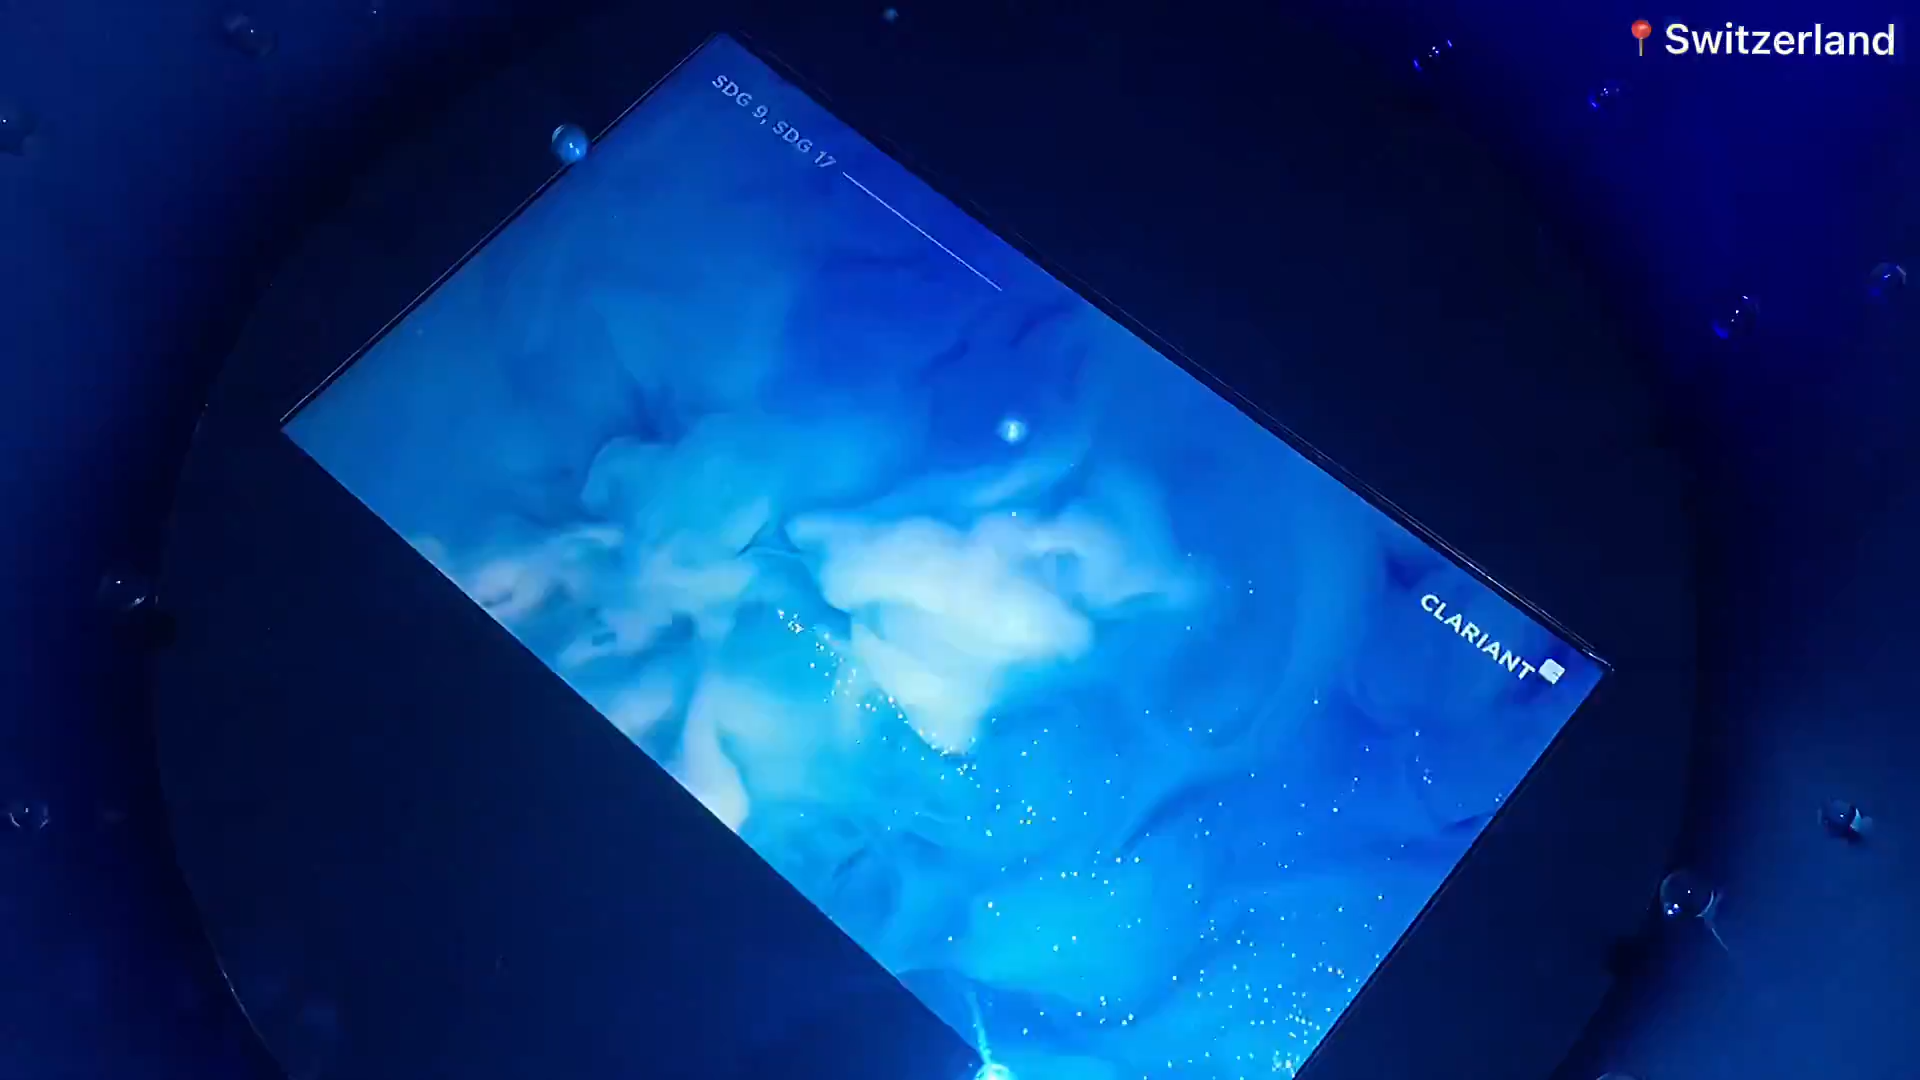 📍Switzerland
SDG 9, SDG 17
CLARIANT